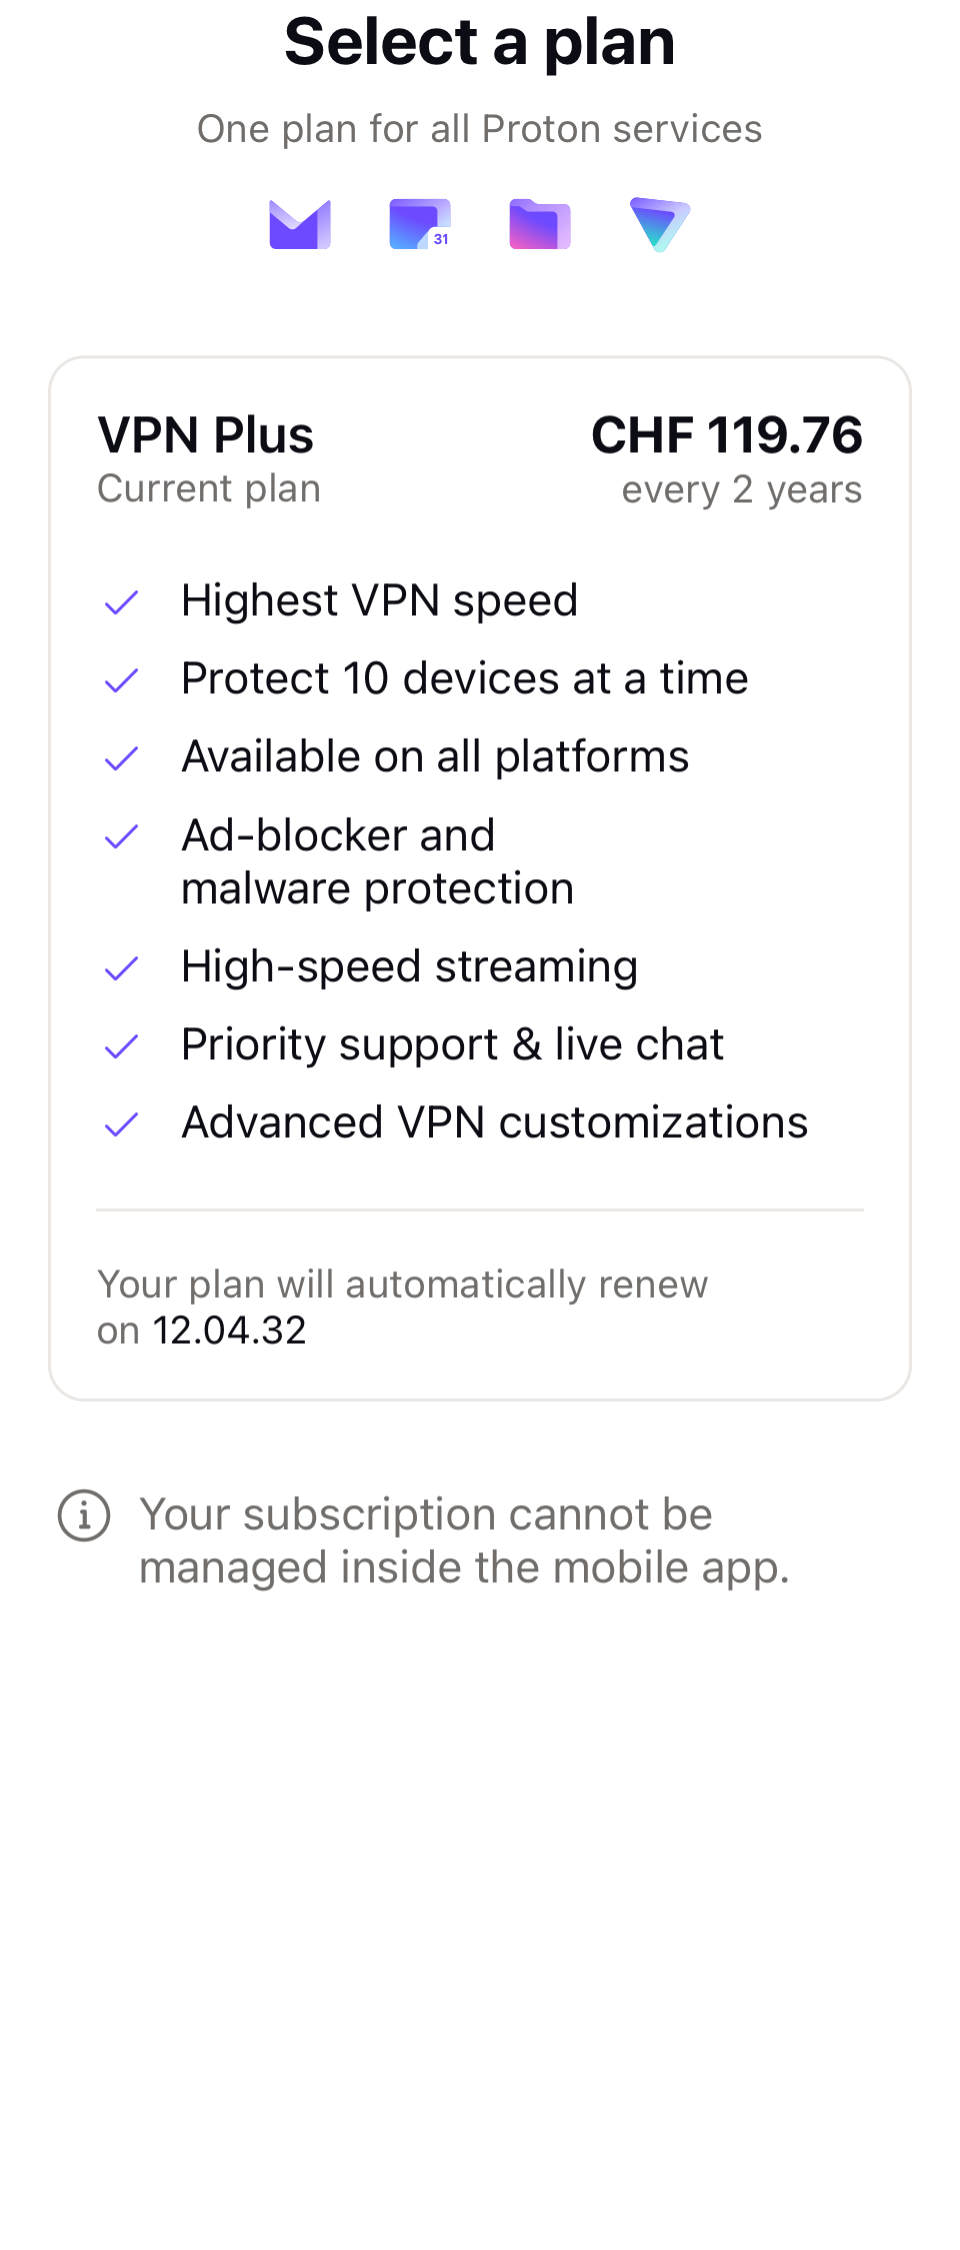 Select a plan
One plan for all Proton services
31
VPN Plus
CHF 119.76
Current plan
every 2 years
Highest VPN speed
Protect 10 devices at a time
Available on all platforms
Ad-blocker and
malware protection
High-speed streaming
Priority support & live chat
Advanced VPN customizations
Your plan will automatically renew
on 12.04.32
Your subscription cannot be
managed inside the mobile app.